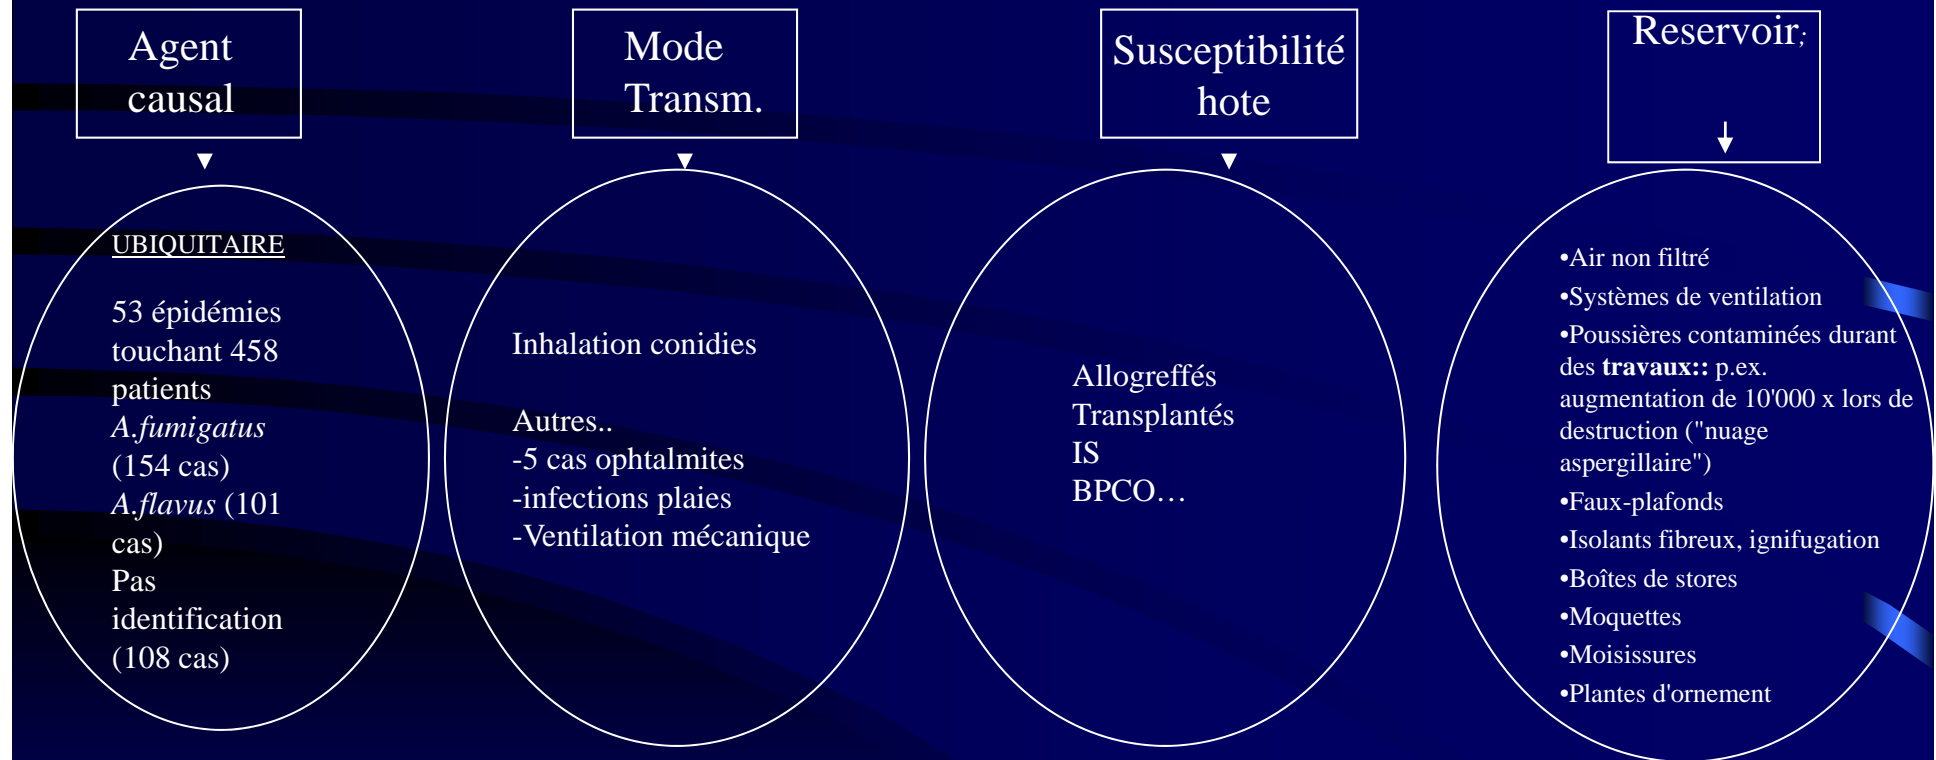 Agent
causal
UBIQUITAIRE
53 épidémies
touchant 458
patients
A.fumigatus
(154 cas)
A.flavus (101
cas)
Pas
identification
(108 cas)
Mode
Transm.
Inhalation conidies
Autres..
-5 cas ophtalmites
-infections plaies
-Ventilation mécanique
Susceptibilité
hote
Allogreffés
Transplantés
IS
BPCO…
Reservoir;
•Air non filtré
•Systèmes de ventilation
•Poussières contaminées durant
des travaux:: p.ex.
augmentation de 10'000 x lors de
destruction ("nuage
aspergillaire")
•Faux-plafonds
•Isolants fibreux, ignifugation
•Boîtes de stores
•Moquettes
•Moisissures
•Plantes d'ornement